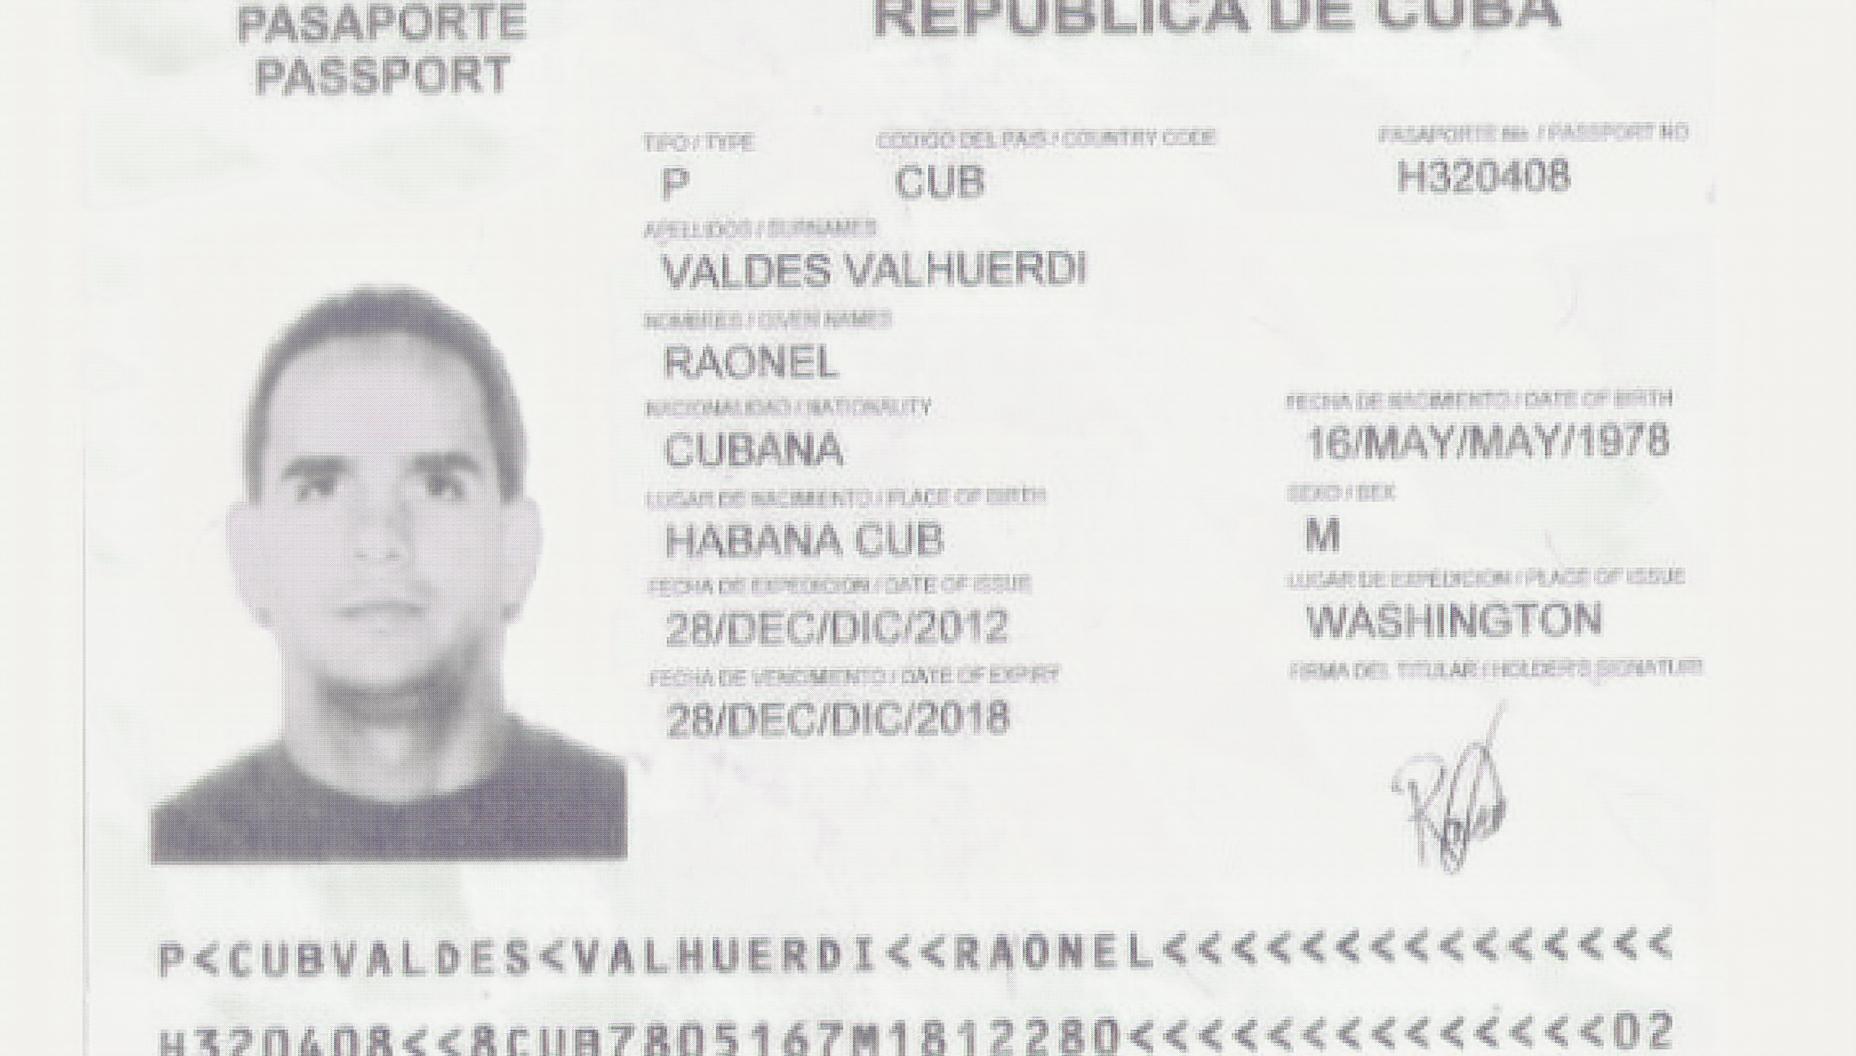 PASAPORTE
PASSPORT
REPUBLICA DE CUBA
TIPO / TYPE CODIGO DEL PAIS / COUNTRY CODE PASAPORTE No. / PASSPORT NO
P CUB H320408
APELLIDOS / SURNAMES
VALDES VALHUERDI
NOMBRES / GIVEN NAMES
RAONEL
NACIONALIDAD / NATIONALITY FECHA DE NACIMIENTO / DATE OF BIRTH
CUBANA 16/MAY/MAY/1978
LUGAR DE NACIMIENTO / PLACE OF BIRTH SEXO / SEX
HABANA CUB M
FECHA DE EXPEDICION / DATE OF ISSUE LUGAR DE EXPEDICION / PLACE OF ISSUE
28/DEC/DIC/2012 WASHINGTON
FECHA DE VENCIMIENTO / DATE OF EXPIRY FIRMA DEL TITULAR / HOLDER'S SIGNATURE
28/DEC/DIC/2018
P<CUBVALDES<VALHUERDI<<RAONEL<<<<<<<<<<<<<<<
H320408<<8CUB7805167M1812280<<<<<<<<<<<<<<02